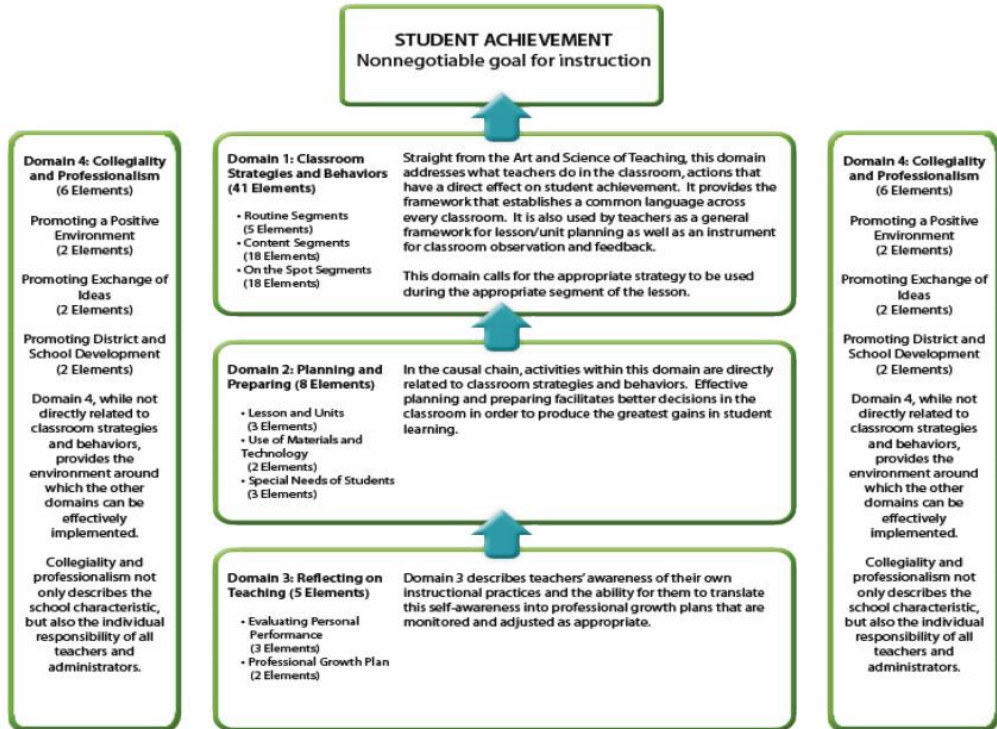 STUDENT ACHIEVEMENT
Nonnegotiable goal for instruction
Domain 4: Collegiality
and Professionalism
(6 Elements)
Promoting a Positive
Environment
(2 Elements)
Promoting Exchange of
Ideas
(2 Elements)
Promoting District and
School Development
(2 Elements)
Domain 4, while not
directly related to
classroom strategies
and behaviors,
provides the
environment around
which the other
domains can be
effectively
implemented.
Collegiality and
professionalism not
only describes the
school characteristic,
but also the individual
responsibility of all
teachers and
administrators.
Domain 1: Classroom
Strategies and Behaviors
(41 Elements)
• Routine Segments
(5 Elements)
• Content Segments
(18 Elements)
• On the Spot Segments
(18 Elements)
Straight from the Art and Science of Teaching, this domain
addresses what teachers do in the classroom, actions that
have a direct effect on student achievement. It provides the
framework that establishes a common language across
every classroom. It is also used by teachers as a general
framework for lesson/unit planning as well as an instrument
for classroom observation and feedback.
This domain calls for the appropriate strategy to be used
during the appropriate segment of the lesson.
Domain 2: Planning and
Preparing (8 Elements)
• Lesson and Units
(3 Elements)
• Use of Materials and
Technology
(2 Elements)
• Special Needs of Students
(3 Elements)
In the causal chain, activities within this domain are directly
related to classroom strategies and behaviors. Effective
planning and preparing facilitates better decisions in the
classroom in order to produce the greatest gains in student
learning.
Domain 3: Reflecting on
Teaching (5 Elements)
• Evaluating Personal
Performance
(3 Elements)
• Professional Growth Plan
(2 Elements)
Domain 3 describes teachers' awareness of their own
instructional practices and the ability for them to translate
this self-awareness into professional growth plans that are
monitored and adjusted as appropriate.
Domain 4: Collegiality
and Professionalism
(6 Elements)
Promoting a Positive
Environment
(2 Elements)
Promoting Exchange of
Ideas
(2 Elements)
Promoting District and
School Development
(2 Elements)
Domain 4, while not
directly related to
classroom strategies
and behaviors,
provides the
environment around
which the other
domains can be
effectively
implemented.
Collegiality and
professionalism not
only describes the
school characteristic,
but also the individual
responsibility of all
teachers and
administrators.